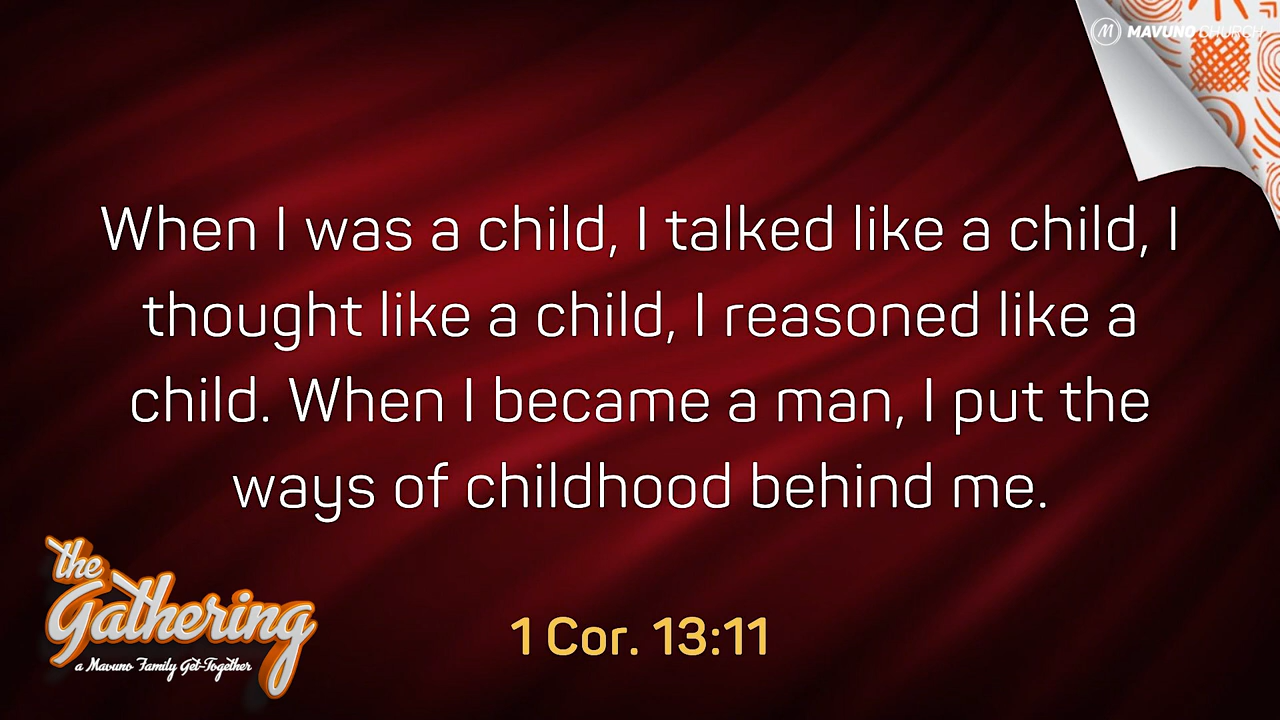 MAVUNO CHURCH
When I was a child, I talked like a child, I
thought like a child, I reasoned like a
child. When I became a man, I put the
ways of childhood behind me.
the
Gathering
a Mavuno Family Get-Together
1 Cor. 13:11